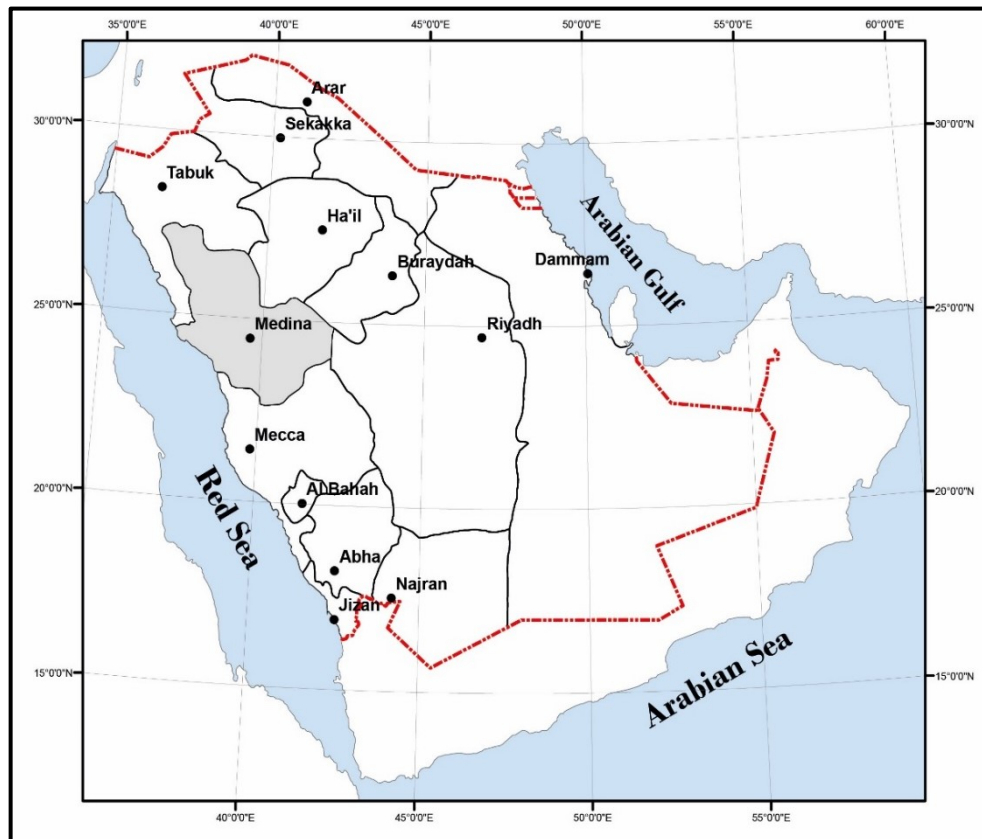 35°0'0"E
40°0'0"E
45°0'0"E
50°0'0"E
55°0'0"E
60°0'0"E
Arar
30°0'0"N
Sekakka
30°0'0"N
Tabuk
Ha'il
Arabian Gulf
Buraydah
Dammam
25°0'0"N
Medina
Riyadh
25°0'0"N
Mecca
20°0'0"N
Al Bahah
20°0'0"N
Red Sea
Abha
Najran
Jizan
15°0'0"N
Arabian Sea
15°0'0"N
40°0'0"E
45°0'0"E
50°0'0"E
55°0'0"E